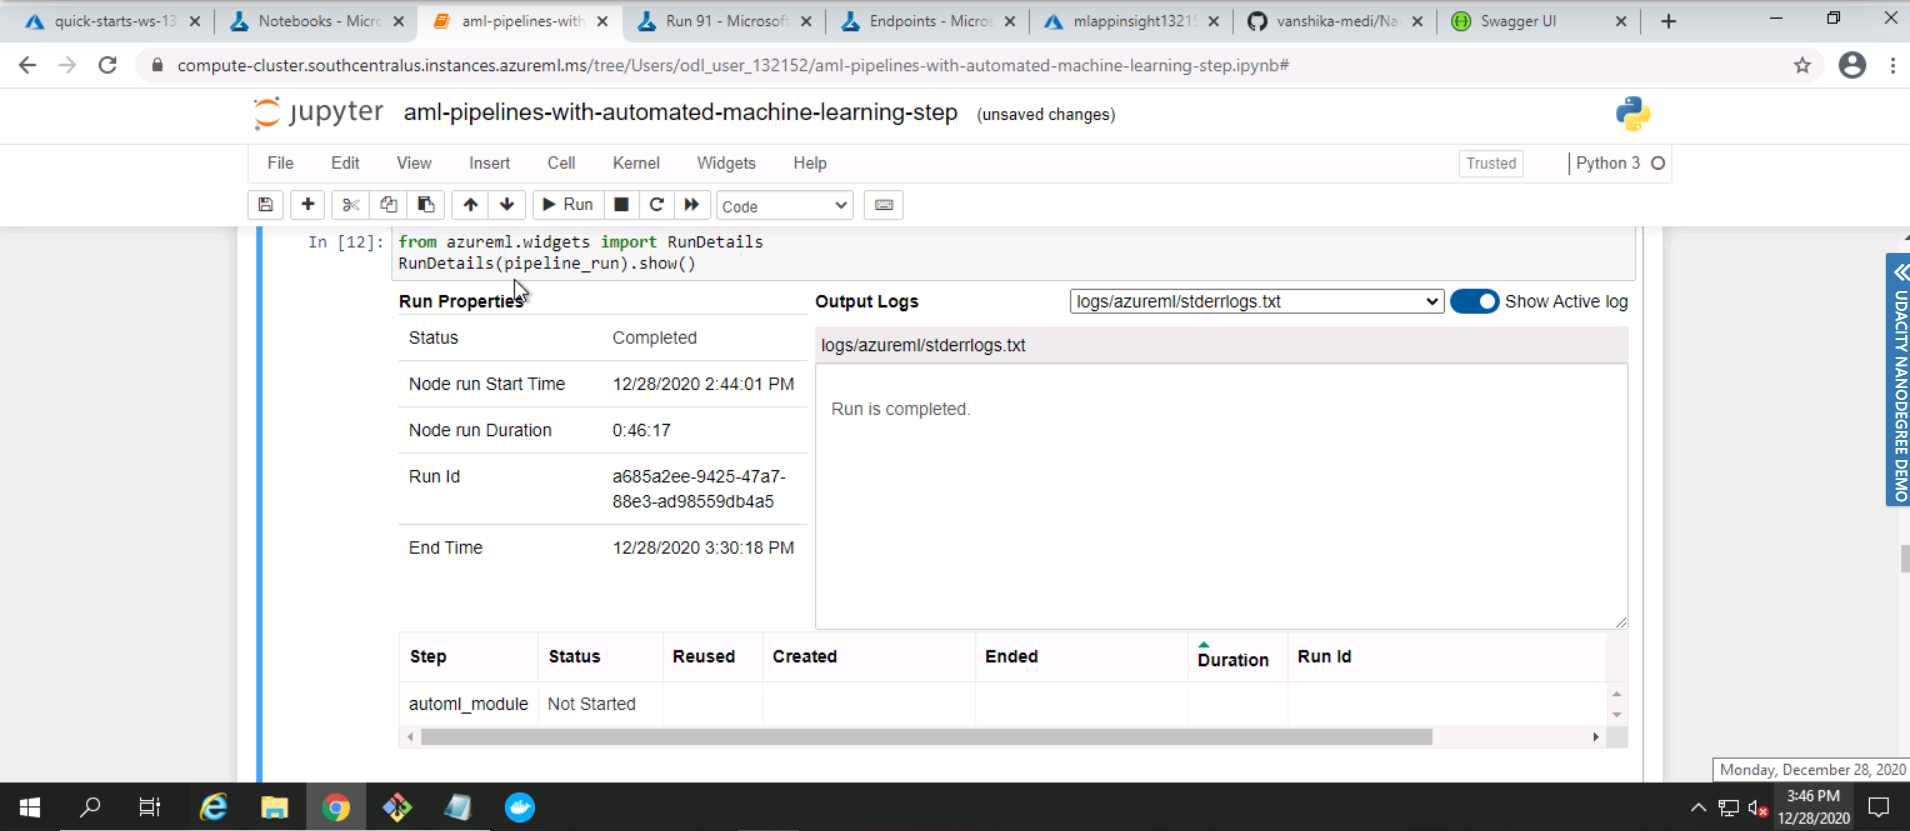 quick-starts-ws-13
Notebooks - Micro
aml-pipelines-with
Run 91 - Microsoft
Endpoints - Micros
mlappinsight1321
vanshika-medi/Na
Swagger UI
compute-cluster.southcentralus.instances.azureml.ms/tree/Users/odl_user_132152/aml-pipelines-with-automated-machine-learning-step.ipynb#
jupyter aml-pipelines-with-automated-machine-learning-step (unsaved changes)
File Edit View Insert Cell Kernel Widgets Help Trusted Python 3
Run Code
In [12]: from azureml.widgets import RunDetails
RunDetails(pipeline_run).show()
Run Properties
Status Completed
Node run Start Time 12/28/2020 2:44:01 PM
Node run Duration 0:46:17
Run Id a685a2ee-9425-47a7-
88e3-ad98559db4a5
End Time 12/28/2020 3:30:18 PM
Output Logs logs/azureml/stderrlogs.txt Show Active log
logs/azureml/stderrlogs.txt
Run is completed.
Step Status Reused Created Ended Duration Run Id
automl_module Not Started
UDACITY NANODEGREE DEMO
Monday, December 28, 2020
3:46 PM
12/28/2020